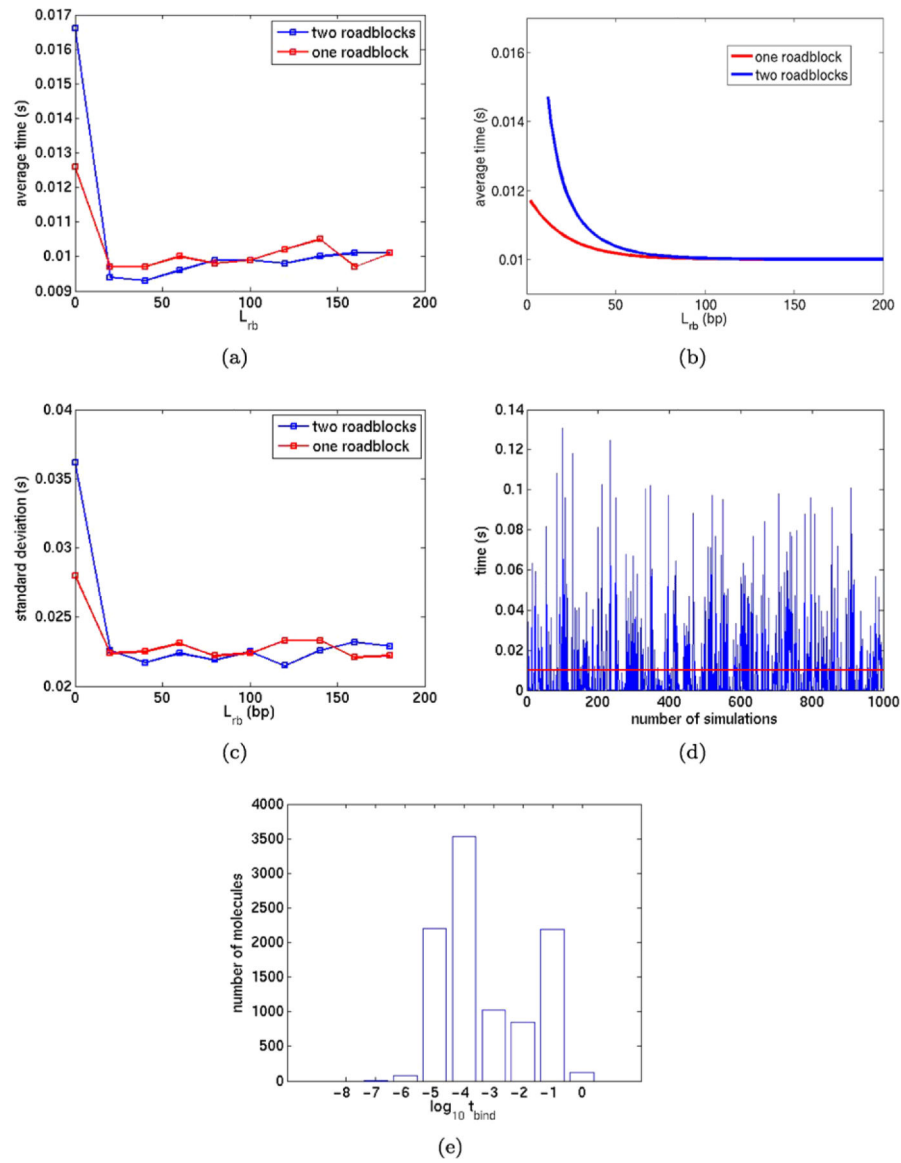 two roadblocks
one roadblock
0.017
0.016
0.015
0.014
0.013
0.012
0.011
0.01
0.009
average time (s)
0 50 100 150 200
L_rb
(a)
one roadblock
two roadblocks
0.016
0.014
0.012
0.01
average time (s)
0 50 100 150 200
L_rb (bp)
(b)
two roadblocks
one roadblock
0.04
0.035
0.03
0.025
0.02
standard deviation (s)
0 50 100 150 200
L_rb (bp)
(c)
0.14
0.12
0.1
0.08
0.06
0.04
0.02
0
time (s)
0 200 400 600 800 1000
number of simulations
(d)
4000
3500
3000
2500
2000
1500
1000
500
0
number of molecules
-8 -7 -6 -5 -4 -3 -2 -1 0
log_10 t_bind
(e)